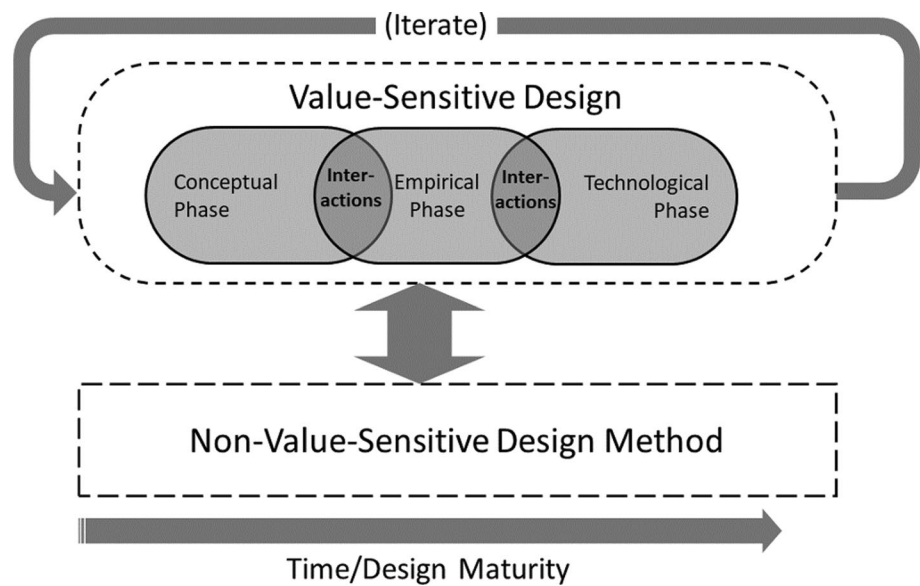 (Iterate)
Value-Sensitive Design
Conceptual
Phase
Inter-
actions
Empirical
Phase
Inter-
actions
Technological
Phase
Non-Value-Sensitive Design Method
Time/Design Maturity